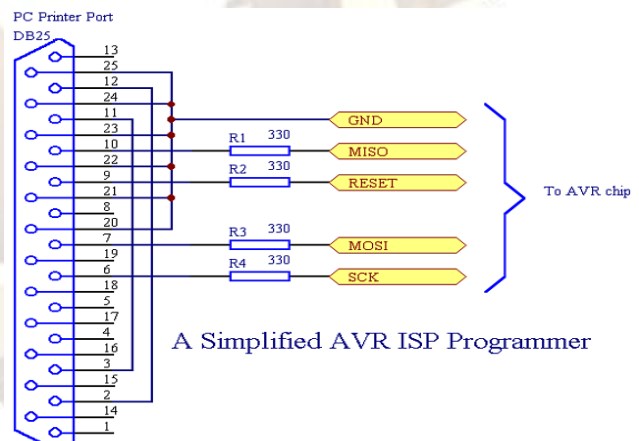 PC Printer Port
DB25
13
25
12
24
11
23
10
22
9
21
8
20
7
19
6
18
5
17
4
16
3
15
2
14
1
GND
R1 330
MISO
R2 330
RESET
R3 330
MOSI
R4 330
SCK
To AVR chip
A Simplified AVR ISP Programmer